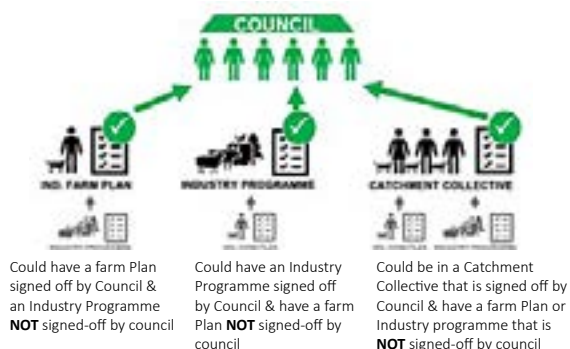 COUNCIL
IND. FARM PLAN
INDUSTRY PROGRAMME
CATCHMENT COLLECTIVE
Could have a farm Plan
signed off by Council &
an Industry Programme
NOT signed-off by council
Could have an Industry
Programme signed off
by Council & have a farm
Plan NOT signed-off by
council
Could be in a Catchment
Collective that is signed off by
Council & have a farm Plan or
Industry programme that is
NOT signed-off by council